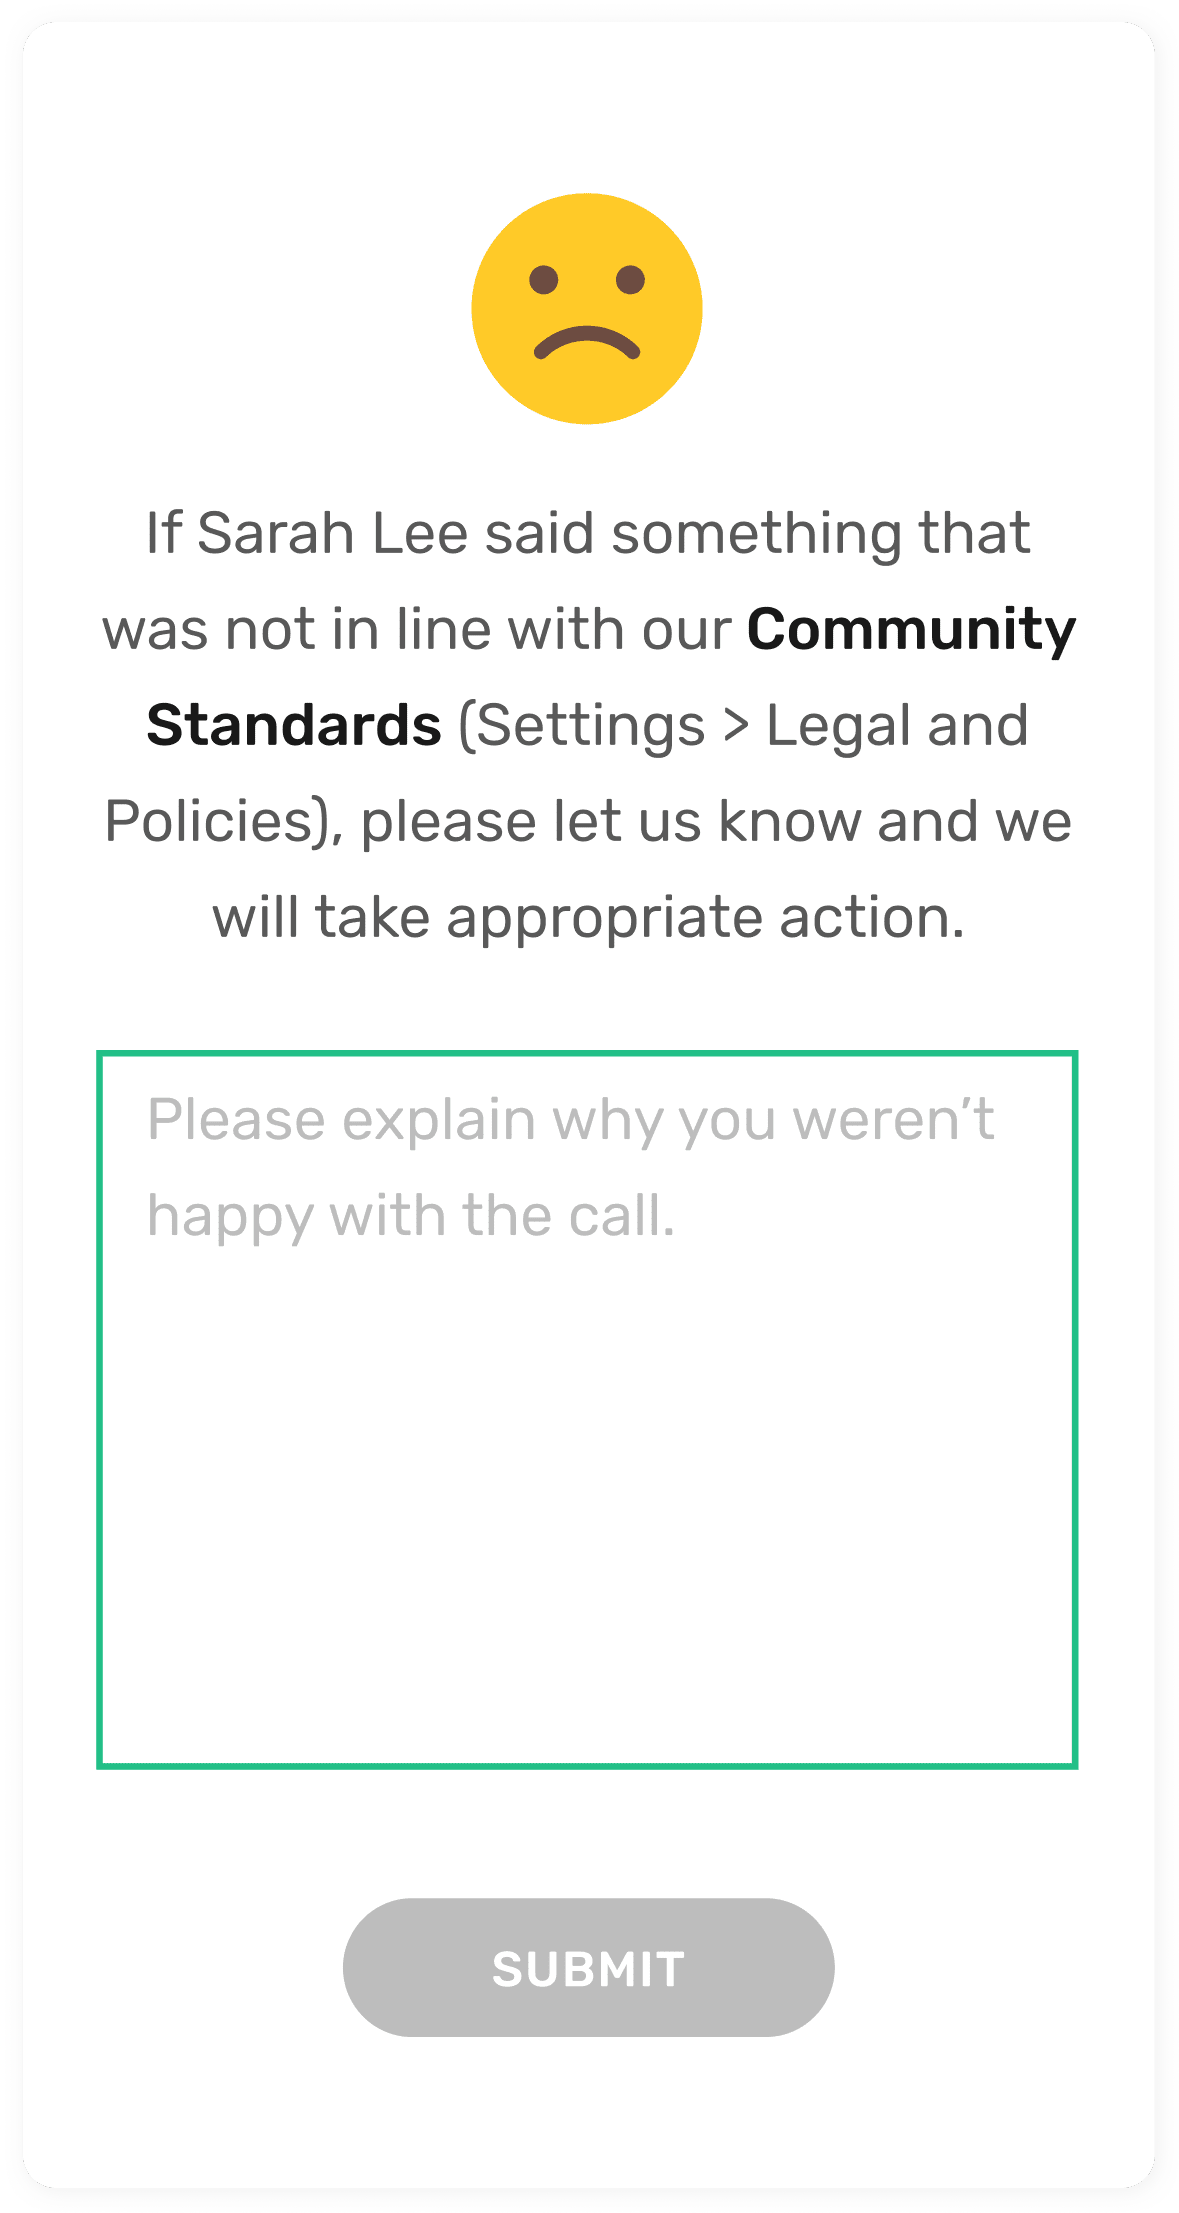 If Sarah Lee said something that
was not in line with our Community
Standards (Settings > Legal and
Policies), please let us know and we
will take appropriate action.
Please explain why you weren’t
happy with the call.
SUBMIT